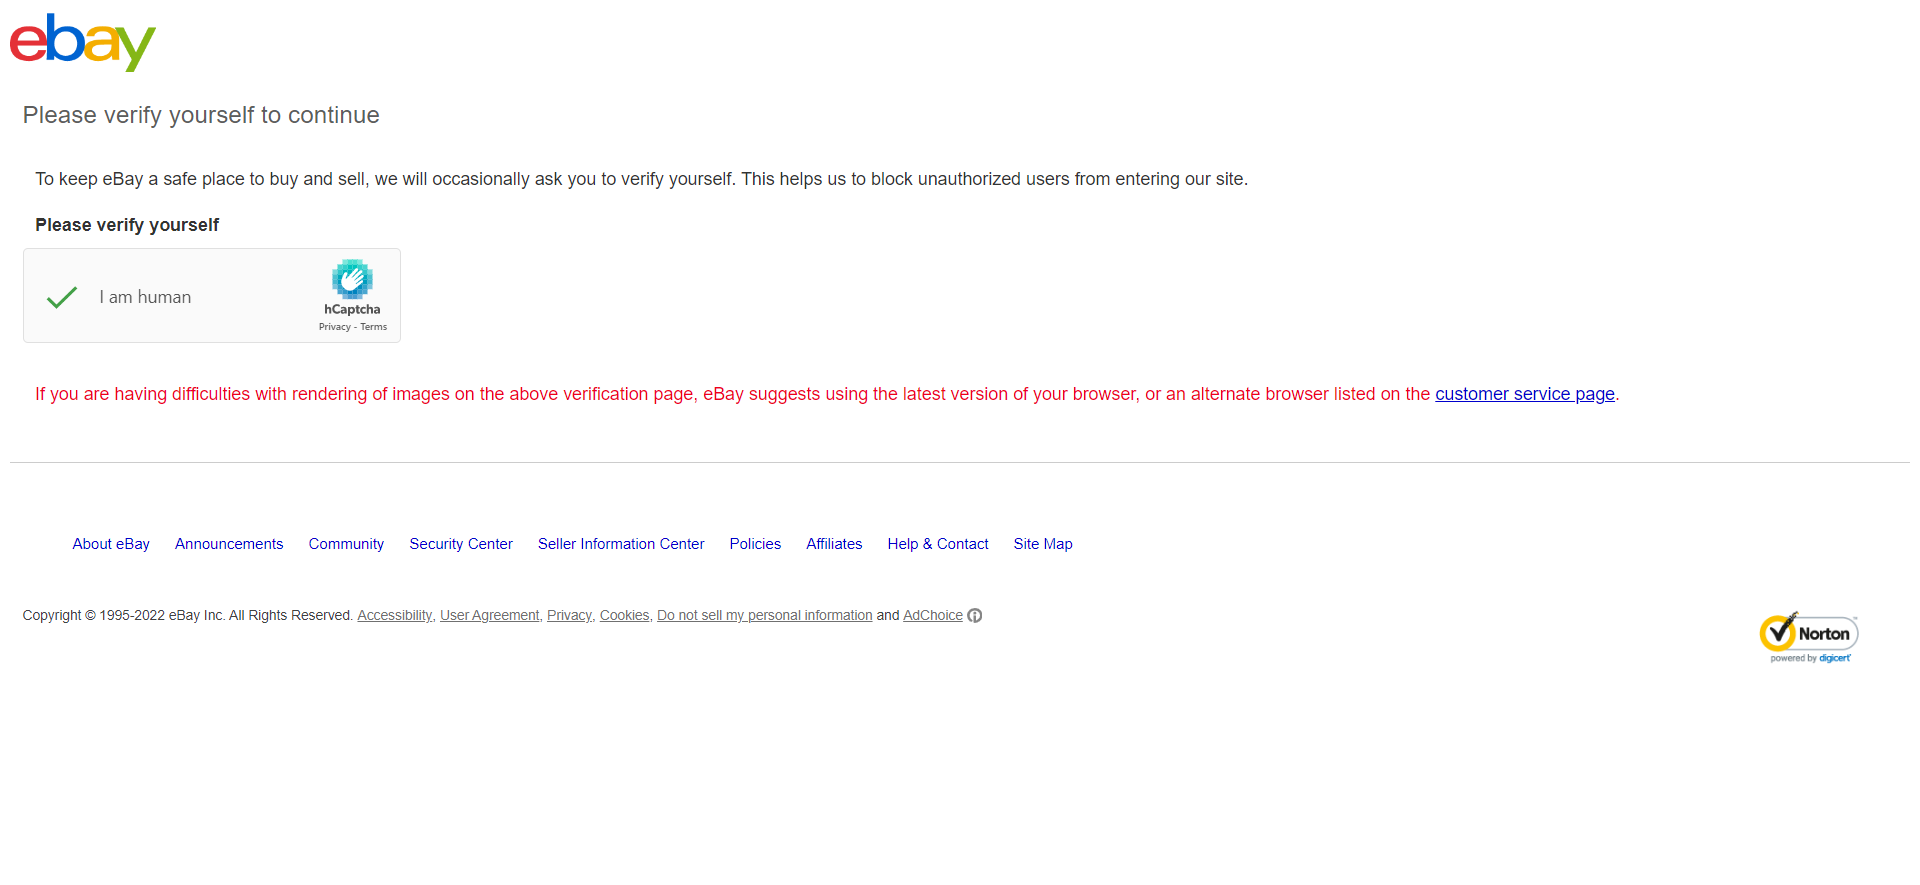 ebay
Please verify yourself to continue
To keep eBay a safe place to buy and sell, we will occasionally ask you to verify yourself. This helps us to block unauthorized users from entering our site.
Please verify yourself
I am human
hCaptcha
Privacy - Terms
If you are having difficulties with rendering of images on the above verification page, eBay suggests using the latest version of your browser, or an alternate browser listed on the customer service page.
About eBay Announcements Community Security Center Seller Information Center Policies Affiliates Help & Contact Site Map
Copyright © 1995-2022 eBay Inc. All Rights Reserved. Accessibility, User Agreement, Privacy, Cookies, Do not sell my personal information and AdChoice
Norton
powered by digicert